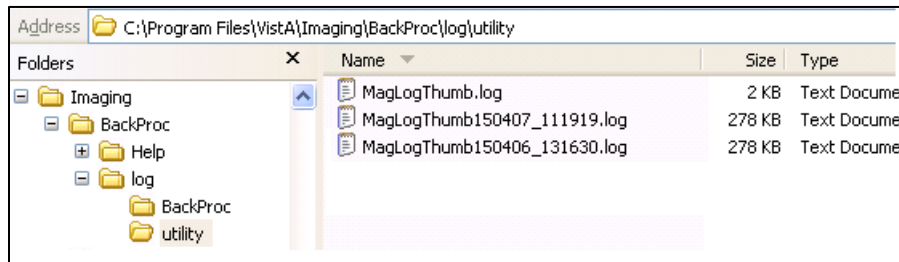 Address C:\Program Files\VistA\Imaging\BackProc\log\utility
Folders × Name Size Type
Imaging MagLogThumb.log 2 KB Text Docume
BackProc MagLogThumb150407_111919.log 278 KB Text Docume
Help MagLogThumb150406_131630.log 278 KB Text Docume
log
BackProc
utility